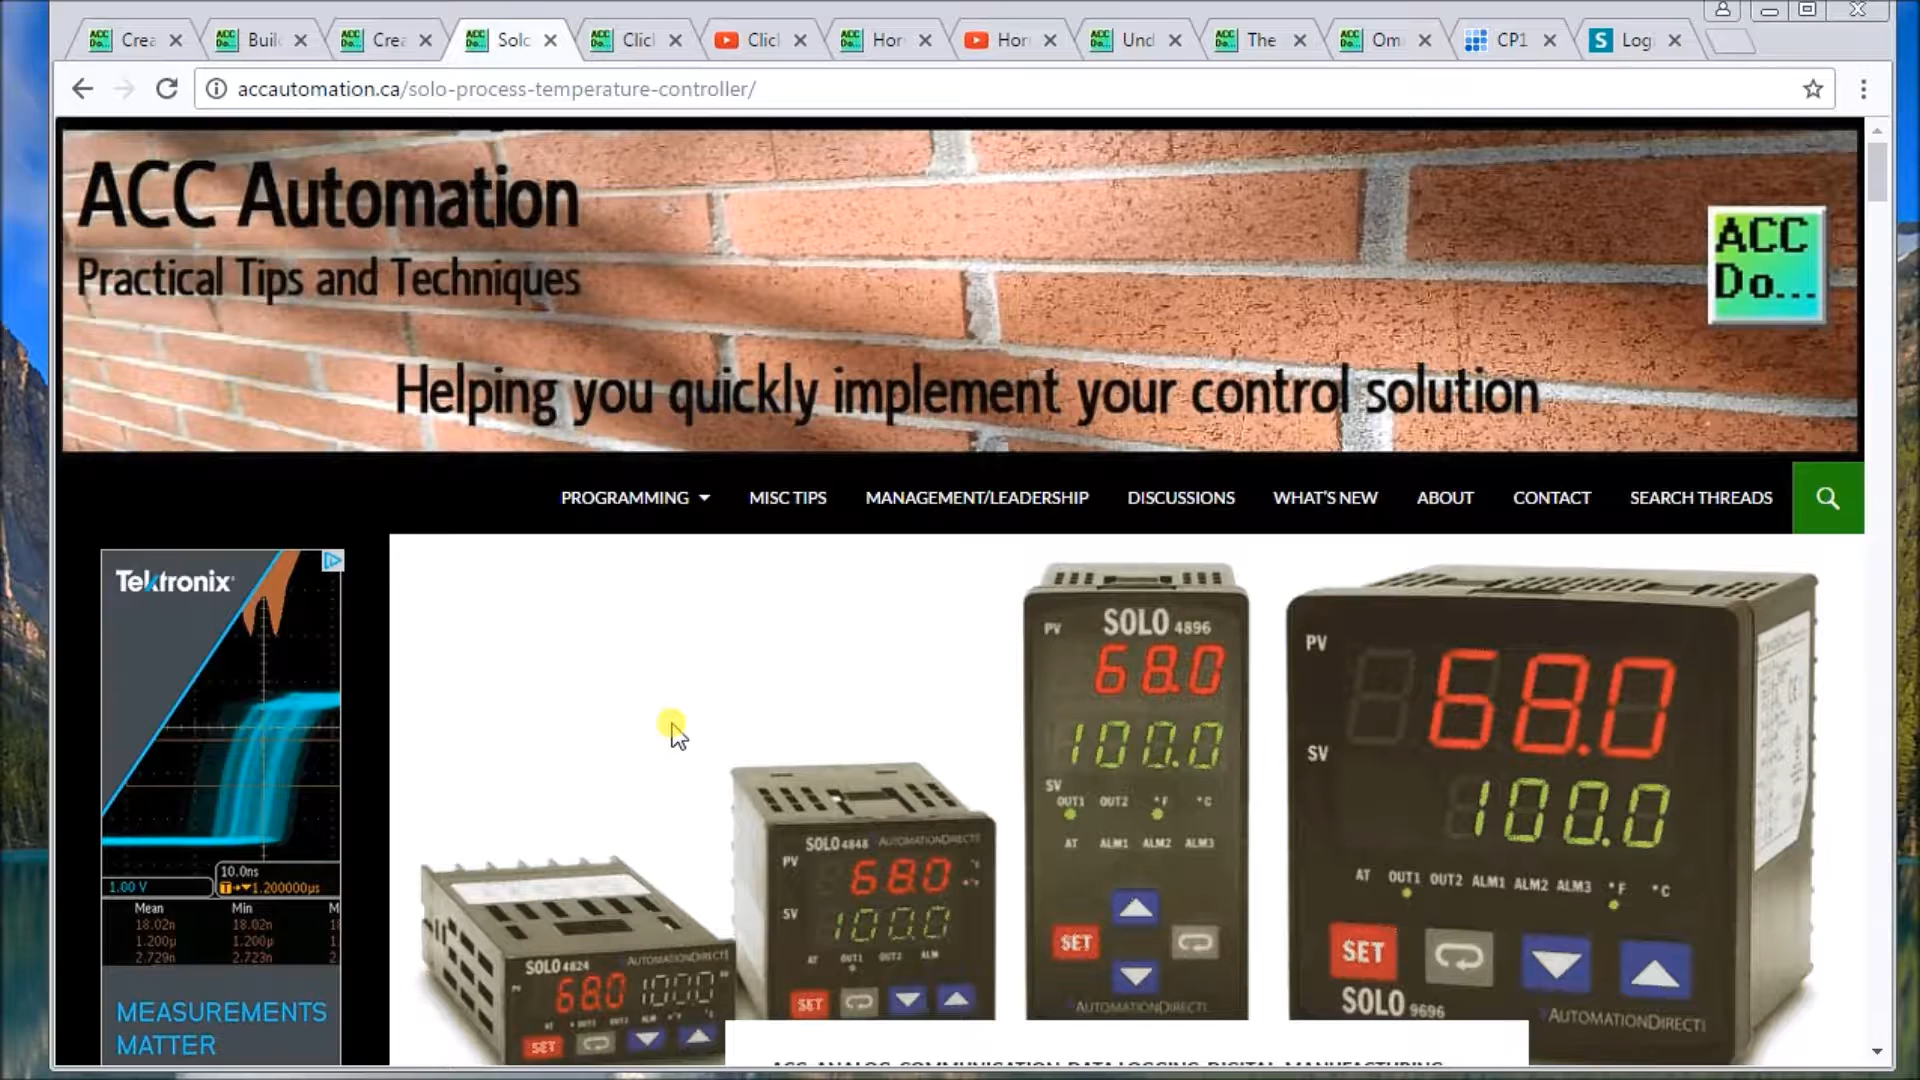 Crea
Buil
Crea
Solo
Clicl
Clicl
Hor
Hor
Und
The
Om
CP1
S
Logi
accautomation.ca/solo-process-temperature-controller/
ACC Automation
Practical Tips and Techniques
ACC
Do...
Helping you quickly implement your control solution
PROGRAMMING
MISC TIPS
MANAGEMENT/LEADERSHIP
DISCUSSIONS
WHAT'S NEW
ABOUT
CONTACT
SEARCH THREADS
Tektronix
1.00 V
10.0ns
1.200000µs
Mean Min M
18.02n 18.02n
1.200µ 1.200µ
2.729n 2.723n
MEASUREMENTS
MATTER
SOLO 4824
AUTOMATIONDIRECT
68.0 100.0
SET
SOLO 4848 AUTOMATIONDIRECT
PV
68.0
SV
100.0
AT OUT1 OUT2 ALM
SET
SOLO 4896
PV
68.0
100.0
SV
OUT1 OUT2 °F °C
AT ALM1 ALM2 ALM3
SET
AUTOMATIONDIRECT
PV
68.0
SV
100.0
AT OUT1 OUT2 ALM1 ALM2 ALM3 °F °C
SET
SOLO 9696
AUTOMATIONDIRECT